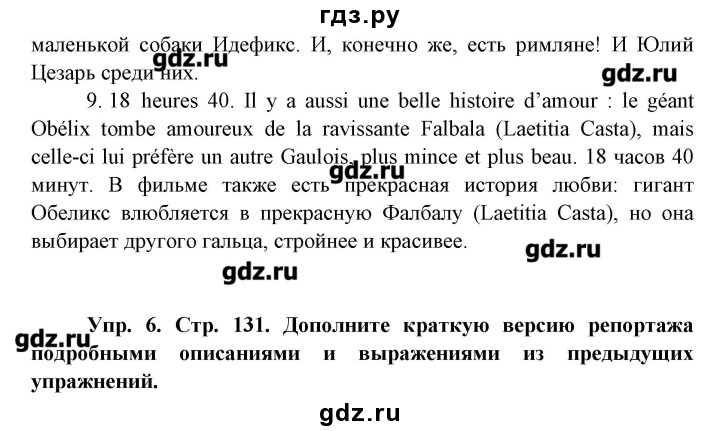 гдз.ру
маленькой собаки Идефикс. И, конечно же, есть римляне! И Юлий
Цезарь среди них.
gdz.ru
gdz.ru
9. 18 heures 40. Il y a aussi une belle histoire d’amour : le géant
Obélix tombe amoureux de la ravissante Falbala (Laetitia Casta), mais
celle-ci lui préfère un autre Gaulois, plus mince et plus beau. 18 часов 40
gdz.ru
минут. В фильме также есть прекрасная история любви: гигант
Обеликс влюбляется в прекрасную Фалбалу (Laetitia Casta), но она
выбирает другого гальца, стройнее и красивее.
gdz.ru
gdz.ru
Упр. 6. Стр. 131. Дополните краткую версию репортажа
gdz.ru
подробными описаниями и выражениями из предыдущих
упражнений.
gdz.ru